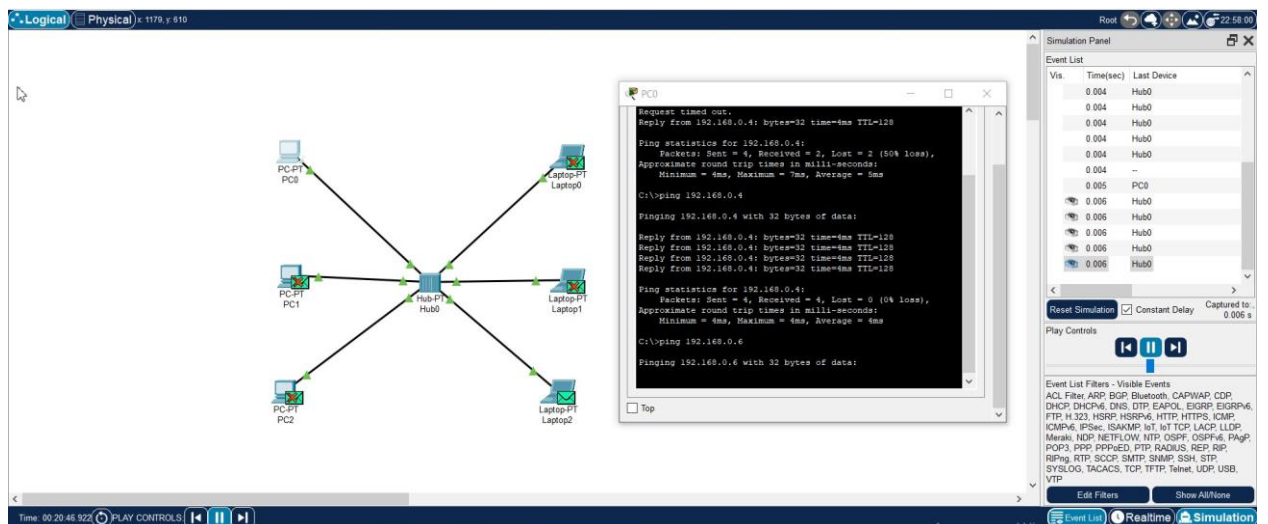 Logical Physical x: 1179, y: 610
Root 22:58:00
PC-PT
PC0
Laptop-PT
Laptop0
PC-PT
PC1
Hub-PT
Hub0
Laptop-PT
Laptop1
PC-PT
PC2
Laptop-PT
Laptop2
PC0
Request timed out.
Reply from 192.168.0.4: bytes=32 time=4ms TTL=128
Ping statistics for 192.168.0.4:
Packets: Sent = 4, Received = 2, Lost = 2 (50% loss),
Approximate round trip times in milli-seconds:
Minimum = 4ms, Maximum = 7ms, Average = 5ms
C:\>ping 192.168.0.4
Pinging 192.168.0.4 with 32 bytes of data:
Reply from 192.168.0.4: bytes=32 time=4ms TTL=128
Reply from 192.168.0.4: bytes=32 time=4ms TTL=128
Reply from 192.168.0.4: bytes=32 time=4ms TTL=128
Reply from 192.168.0.4: bytes=32 time=4ms TTL=128
Ping statistics for 192.168.0.4:
Packets: Sent = 4, Received = 4, Lost = 0 (0% loss),
Approximate round trip times in milli-seconds:
Minimum = 4ms, Maximum = 4ms, Average = 4ms
C:\>ping 192.168.0.6
Pinging 192.168.0.6 with 32 bytes of data:
Top
Simulation Panel
Event List
Vis. Time(sec) Last Device
0.004 Hub0
0.004 Hub0
0.004 Hub0
0.004 Hub0
0.004 Hub0
0.004 --
0.005 PC0
0.006 Hub0
0.006 Hub0
0.006 Hub0
0.006 Hub0
0.006 Hub0
Reset Simulation Constant Delay Captured to:
0.006 s
Play Controls
Event List Filters - Visible Events
ACL Filter, ARP, BGP, Bluetooth, CAPWAP, CDP,
DHCP, DHCPv6, DNS, DTP, EAPOL, EIGRP, EIGRPv6,
FTP, H.323, HSRP, HSRPv6, HTTP, HTTPS, ICMP,
ICMPv6, IPSec, ISAKMP, IoT, IoT TCP, LACP, LLDP,
Meraki, NDP, NETFLOW, NTP, OSPF, OSPFv6, PAgP,
POP3, PPP, PPPoED, PTP, RADIUS, REP, RIP,
RIPng, RTP, SCCP, SMTP, SNMP, SSH, STP,
SYSLOG, TACACS, TCP, TFTP, Telnet, UDP, USB,
VTP
Edit Filters Show All/None
Time: 00:20:46.922 PLAY CONTROLS:
Event List Realtime Simulation